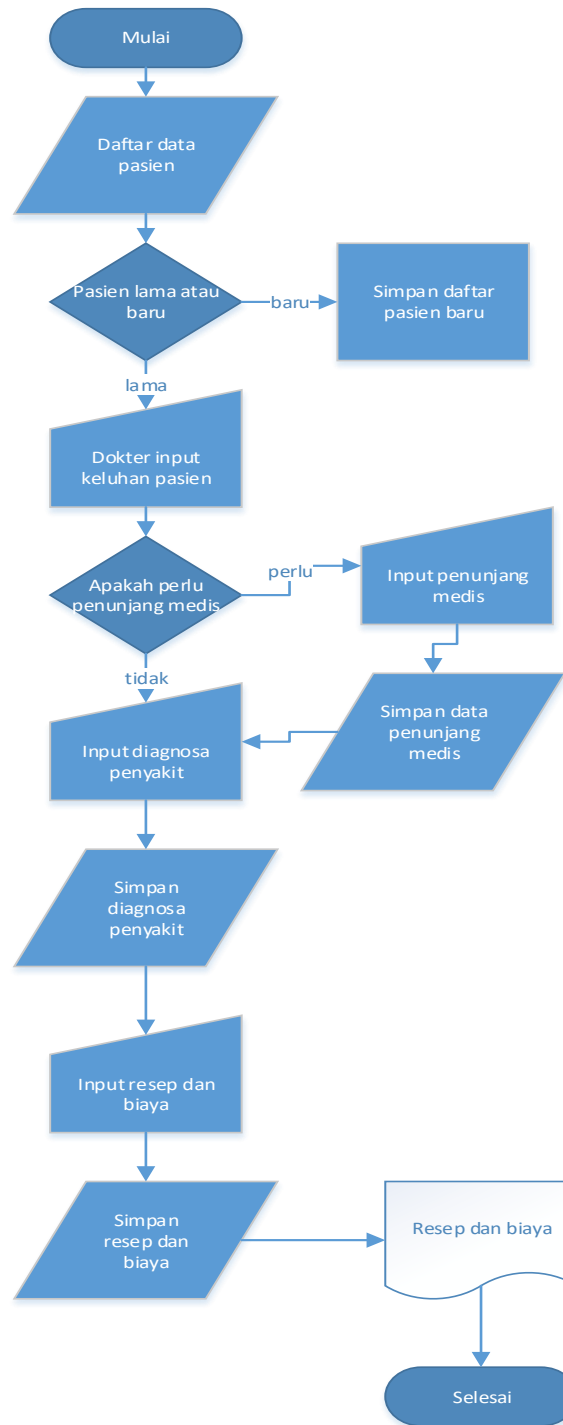 Mulai
Daftar data
pasien
Pasien lama atau
baru
baru
Simpan daftar
pasien baru
lama
Dokter input
keluhan pasien
Apakah perlu
penunjang medis
perlu
Input penunjang
medis
tidak
Simpan data
penunjang
medis
Input diagnosa
penyakit
Simpan
diagnosa
penyakit
Input resep dan
biaya
Simpan
resep dan
biaya
Resep dan biaya
Selesai